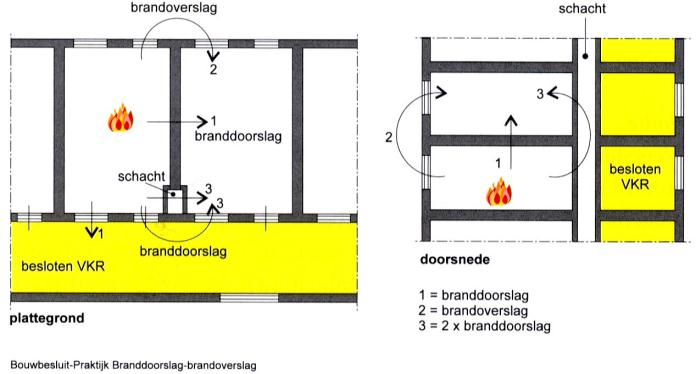 brandoverslag
2
1
branddoorslag
schacht
3
3
1
branddoorslag
besloten VKR
plattegrond
Bouwbesluit-Praktijk Branddoorslag-brandoverslag
schacht
3
2
1
besloten
VKR
doorsnede
1 = branddoorslag
2 = brandoverslag
3 = 2 x branddoorslag